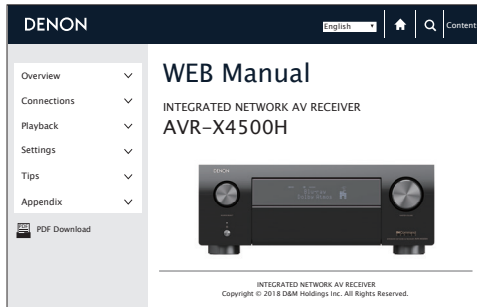 DENON
English
Content
Overview
Connections
Playback
Settings
Tips
Appendix
PDF Download
WEB Manual
INTEGRATED NETWORK AV RECEIVER
AVR-X4500H
DENON
INTEGRATED NETWORK AV RECEIVER
Copyright © 2018 D&M Holdings Inc. All Rights Reserved.